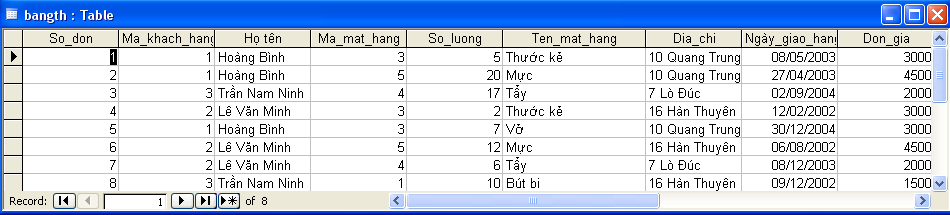 bangth : Table
So_don Ma_khach_hang Họ tên Ma_mat_hang So_luong Ten_mat_hang Dia_chi Ngày_giao_hang Don_gia
1 1 Hoàng Bình 3 5 Thước kẻ 10 Quang Trung 08/05/2003 3000
2 1 Hoàng Bình 5 20 Mực 10 Quang Trung 27/04/2003 4500
3 3 Trần Nam Ninh 4 17 Tẩy 7 Lò Đúc 02/09/2004 2000
4 2 Lê Văn Minh 3 2 Thước kẻ 16 Hàn Thuyên 12/02/2002 3000
5 1 Hoàng Bình 3 7 Vở 10 Quang Trung 30/12/2004 3000
6 2 Lê Văn Minh 5 12 Mực 16 Hàn Thuyên 06/08/2002 4500
7 2 Lê Văn Minh 4 6 Tẩy 7 Lò Đúc 08/12/2003 2000
8 3 Trần Nam Ninh 1 10 Bút bi 16 Hàn Thuyên 09/12/2002 1500
Record: 1 of 8